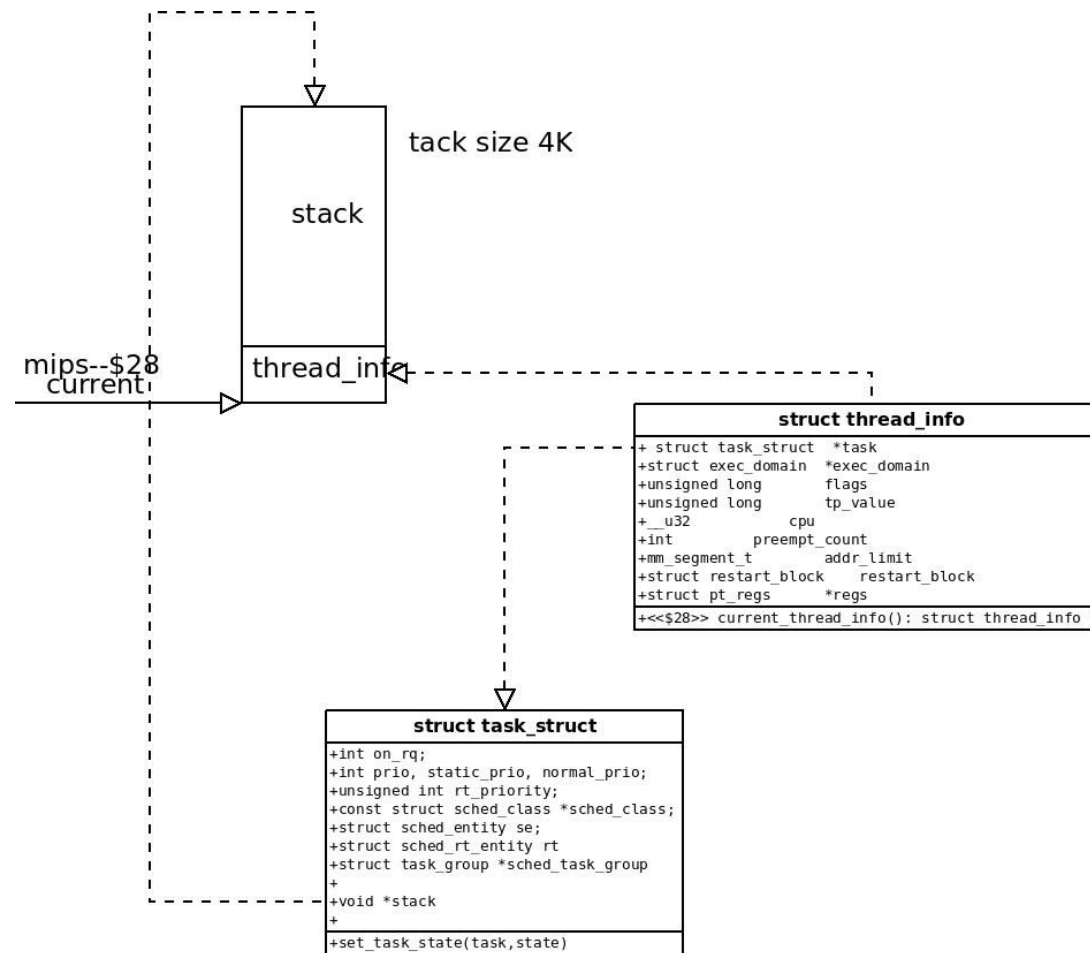 tack size 4K
stack
mips--$28
current
thread_info
struct thread_info
+ struct task_struct  *task
+struct exec_domain  *exec_domain
+unsigned long       flags
+unsigned long       tp_value
+__u32           cpu
+int         preempt_count
+mm_segment_t        addr_limit
+struct restart_block    restart_block
+struct pt_regs      *regs
+<<$28>> current_thread_info(): struct thread_info
struct task_struct
+int on_rq;
+int prio, static_prio, normal_prio;
+unsigned int rt_priority;
+const struct sched_class *sched_class;
+struct sched_entity se;
+struct sched_rt_entity rt
+struct task_group *sched_task_group
+
+void *stack
+
+set_task_state(task,state)